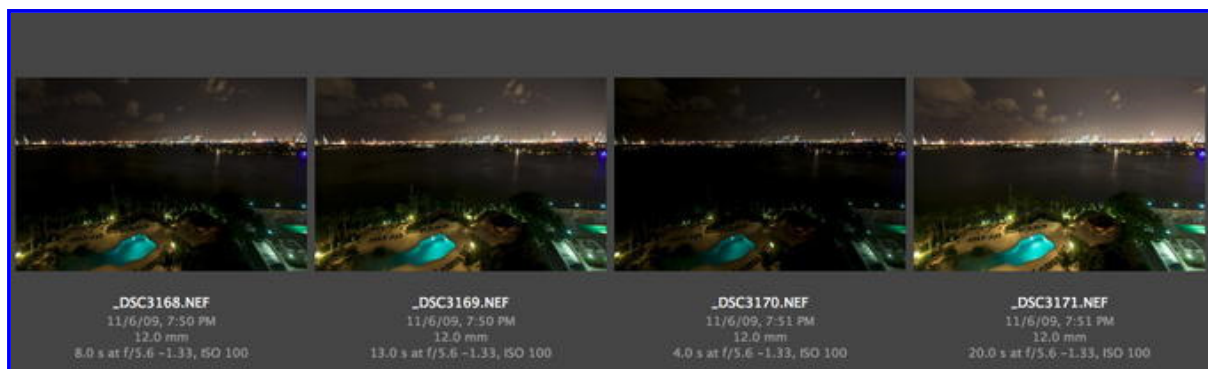 _DSC3168.NEF
11/6/09, 7:50 PM
12.0 mm
8.0 s at f/5.6 -1.33, ISO 100
_DSC3169.NEF
11/6/09, 7:50 PM
12.0 mm
13.0 s at f/5.6 -1.33, ISO 100
_DSC3170.NEF
11/6/09, 7:51 PM
12.0 mm
4.0 s at f/5.6 -1.33, ISO 100
_DSC3171.NEF
11/6/09, 7:51 PM
12.0 mm
20.0 s at f/5.6 -1.33, ISO 100